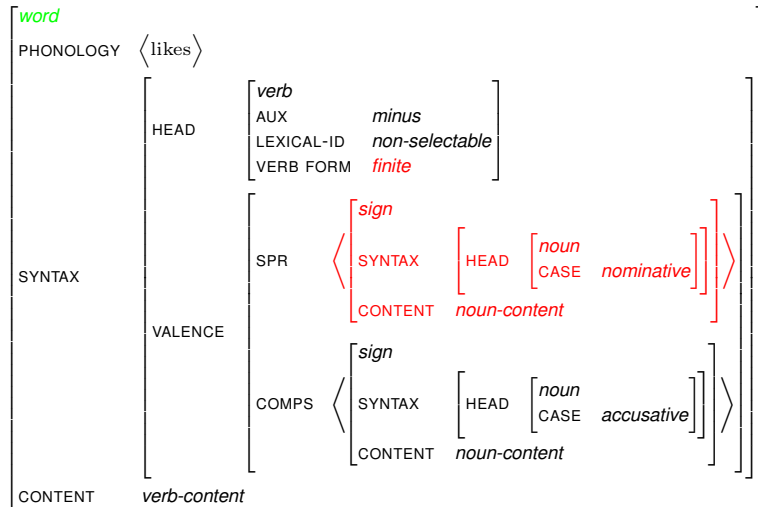 word
PHONOLOGY ⟨likes⟩
verb
AUX minus
HEAD
LEXICAL-ID non-selectable
VERB FORM finite
sign
noun
SPR SYNTAX HEAD
CASE nominative
SYNTAX
CONTENT noun-content
VALENCE
sign
noun
COMPS SYNTAX HEAD
CASE accusative
CONTENT noun-content
CONTENT verb-content